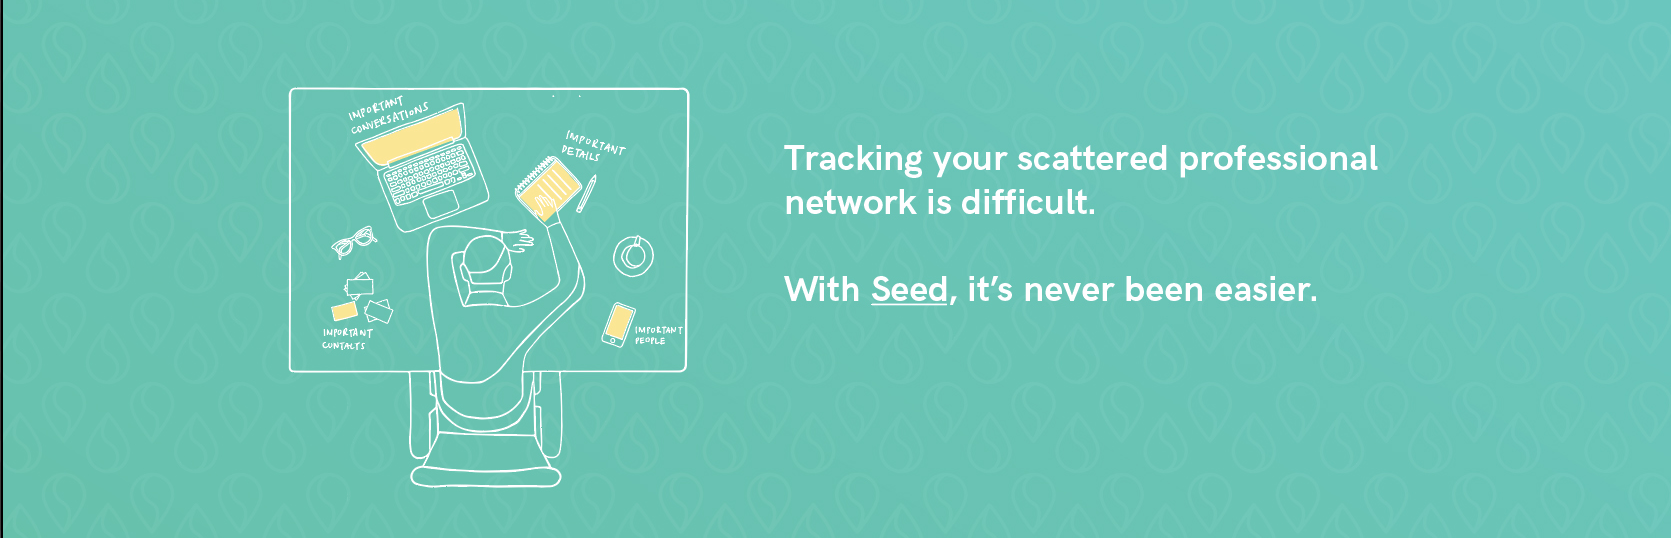 IMPORTANT
CONVERSATIONS
IMPORTANT
DETAILS
IMPORTANT
CONTALTS
IMPORTANT
PEOPLE
Tracking your scattered professional
network is difficult.
With Seed, it’s never been easier.